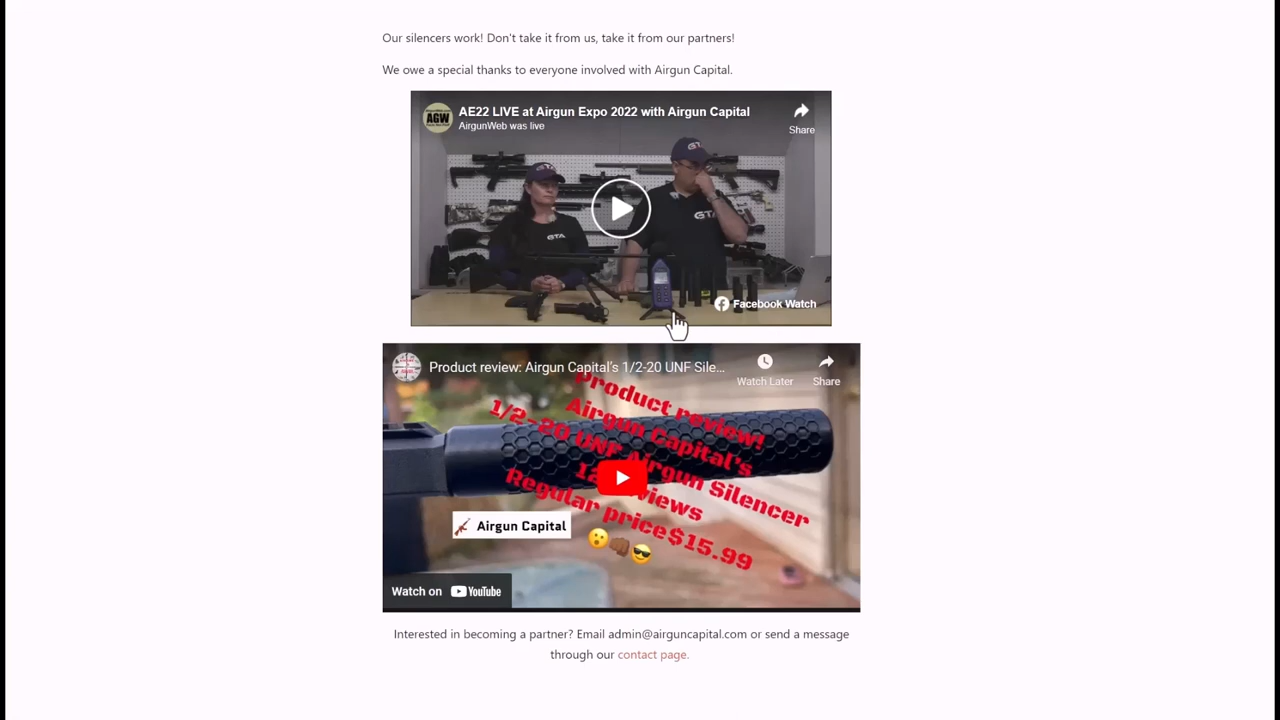 Our silencers work! Don't take it from us, take it from our partners!
We owe a special thanks to everyone involved with Airgun Capital.
AGW
AE22 LIVE at Airgun Expo 2022 with Airgun Capital
AirgunWeb was live
Share
GTA
GTA
Facebook Watch
Product review: Airgun Capital's 1/2-20 UNF Sile...
Watch Later
Share
Product review!
Airgun Capital's
1/2-20 UNF Airgun Silencer
Regular price $15.99
Airgun Capital
Watch on YouTube
Interested in becoming a partner? Email admin@airguncapital.com or send a message
through our contact page.